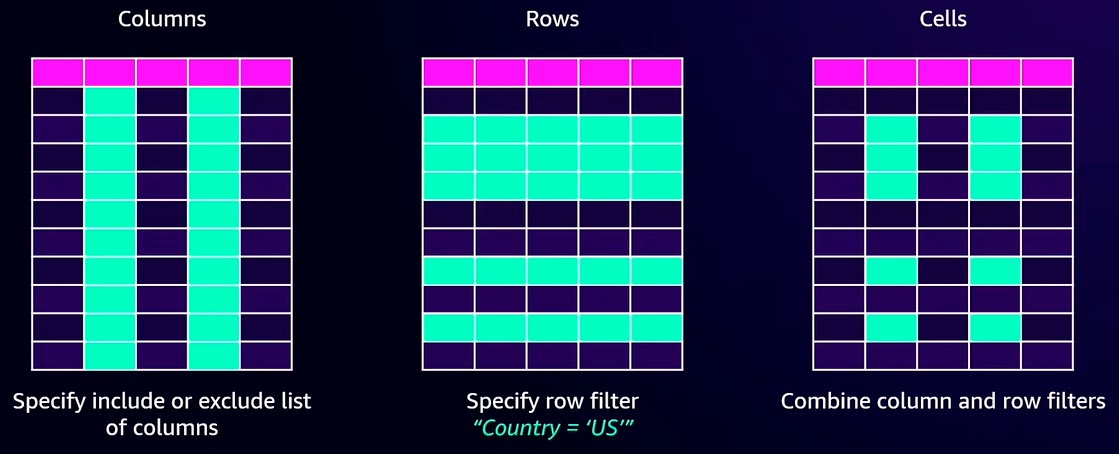 Columns
Rows
Cells
Specify include or exclude list
of columns
Specify row filter
“Country = ‘US’”
Combine column and row filters